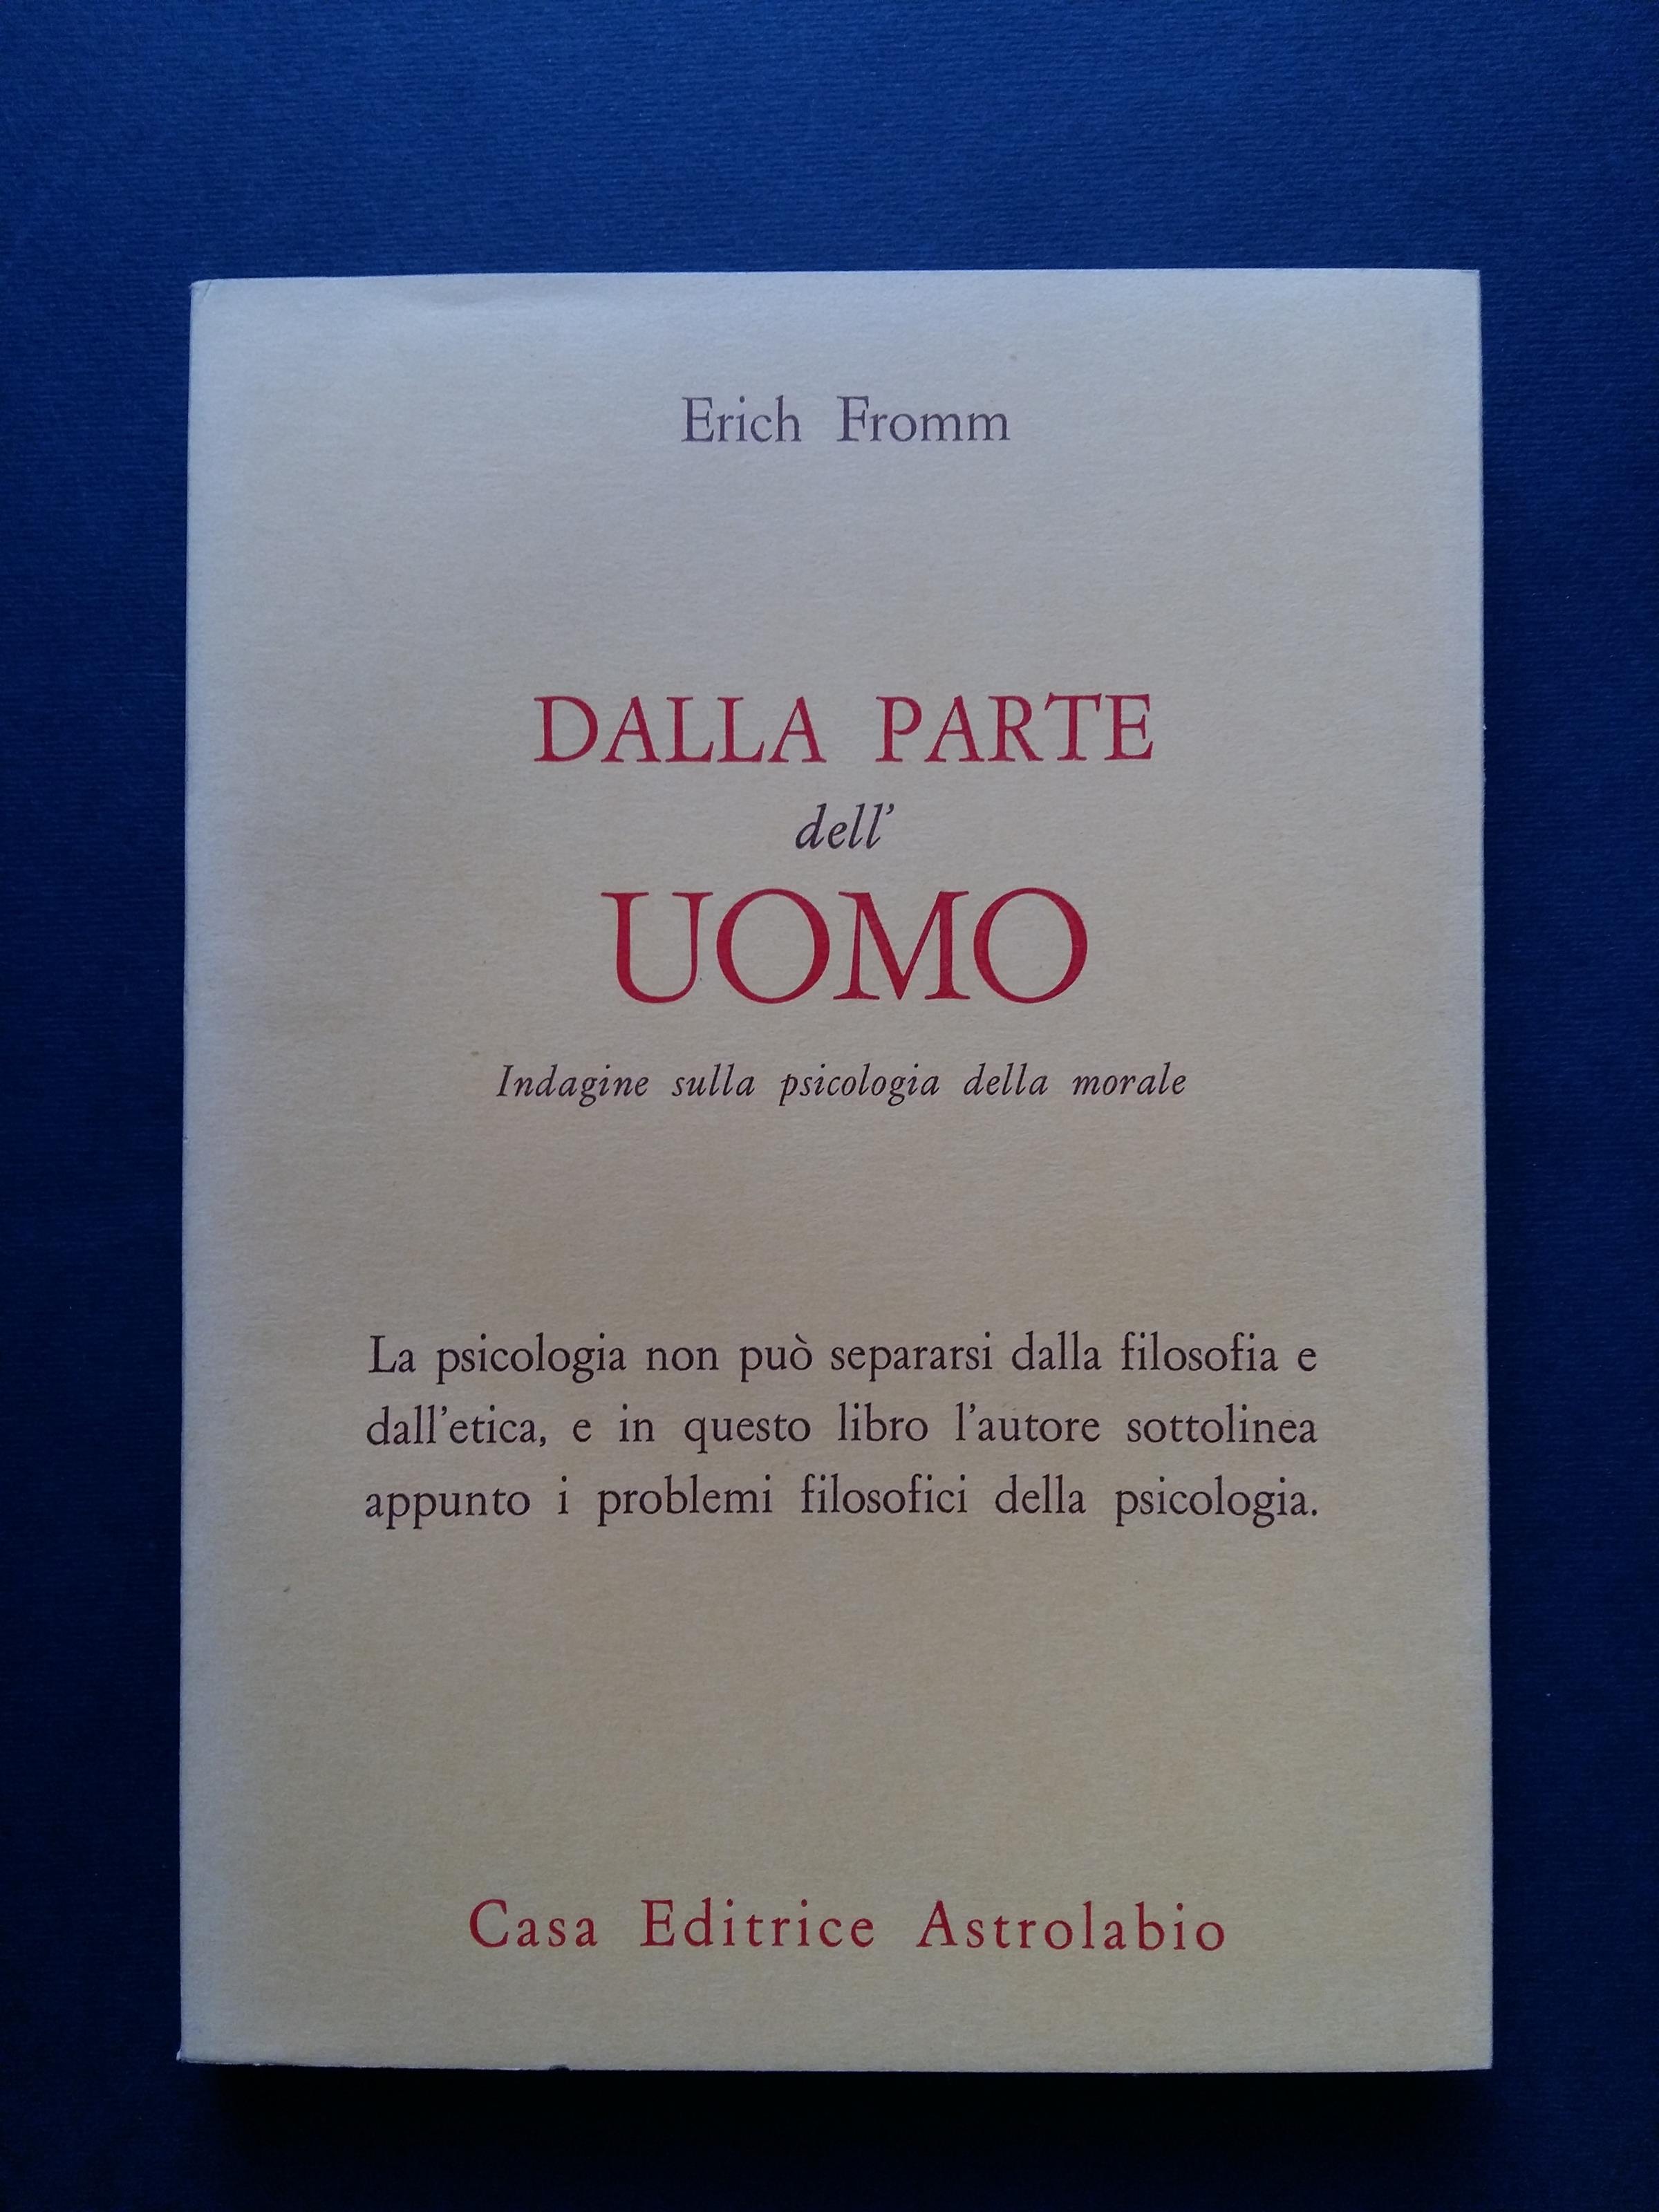 Erich Fromm
DALLA PARTE
dell'
UOMO
Indagine sulla psicologia della morale
La psicologia non può separarsi dalla filosofia e
dall'etica, e in questo libro l'autore sottolinea
appunto i problemi filosofici della psicologia.
Casa Editrice Astrolabio